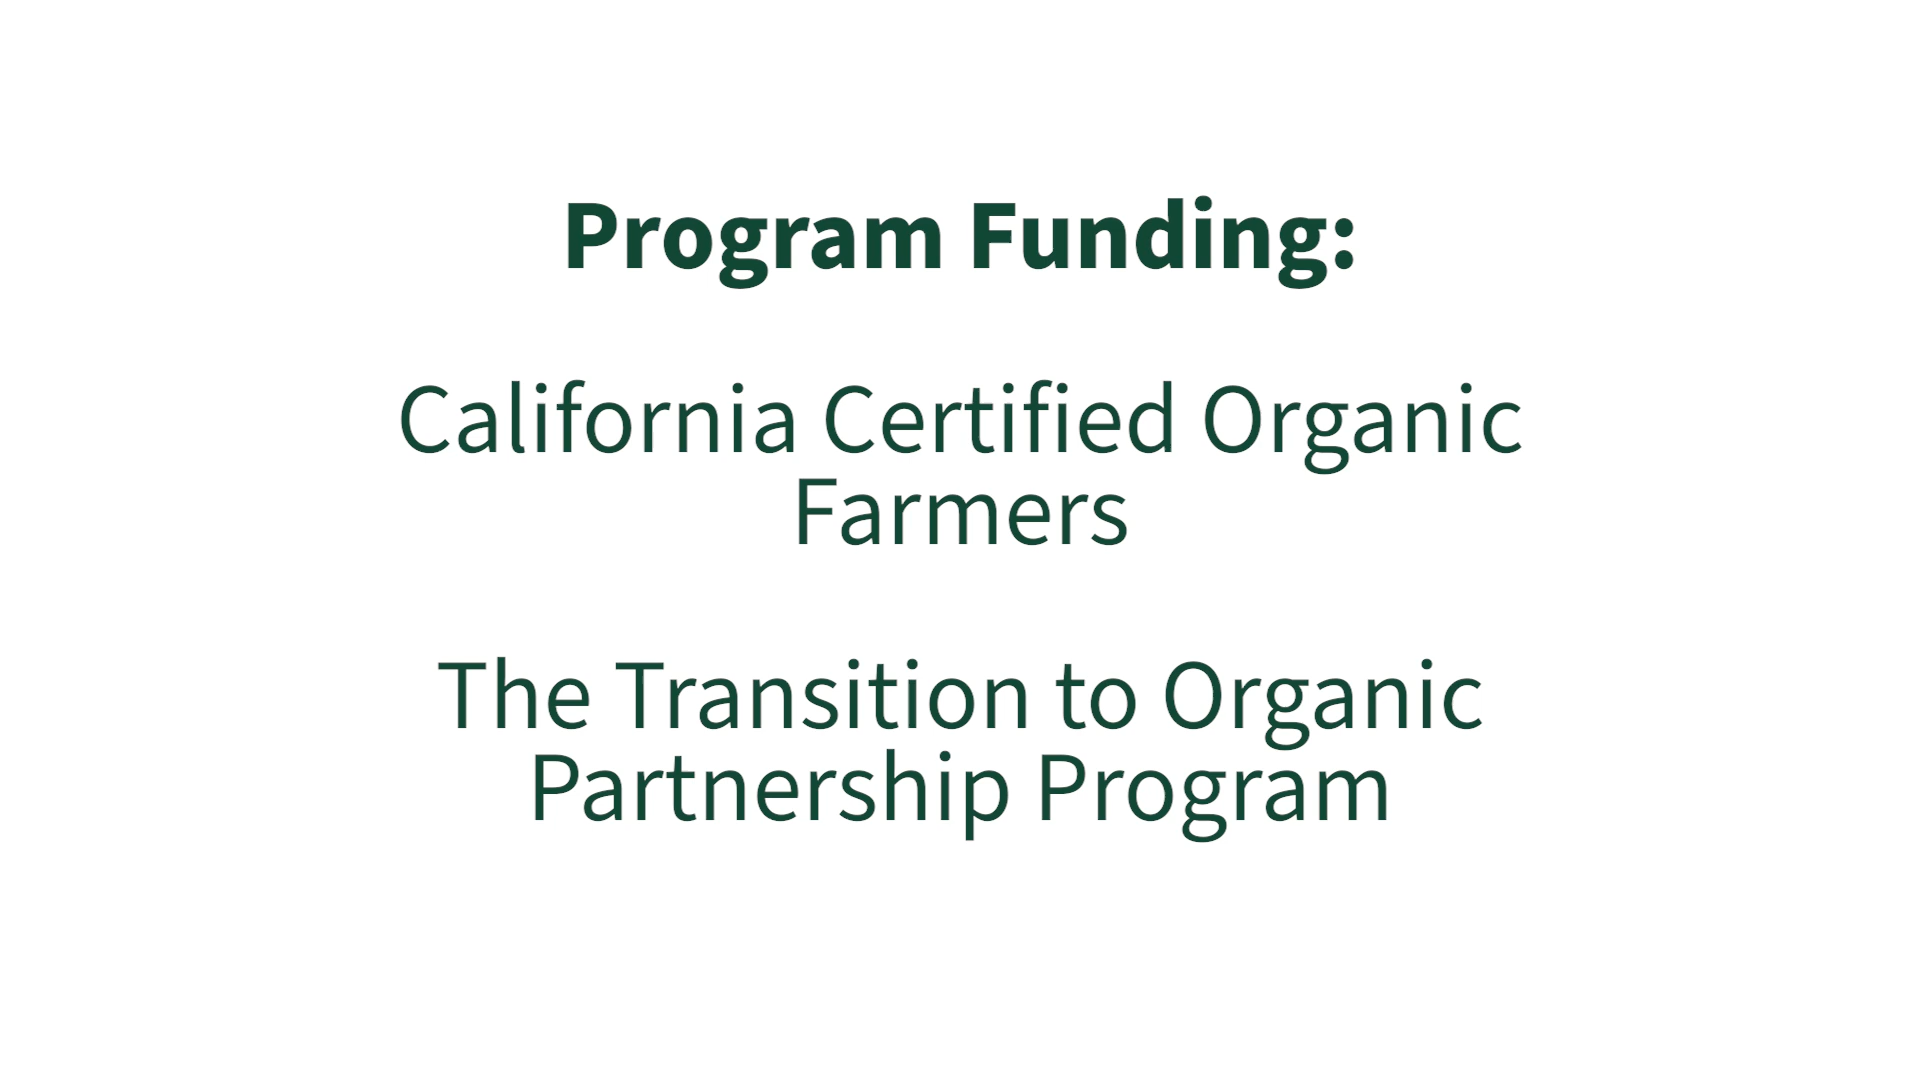 Program Funding:
California Certified Organic
Farmers
The Transition to Organic
Partnership Program